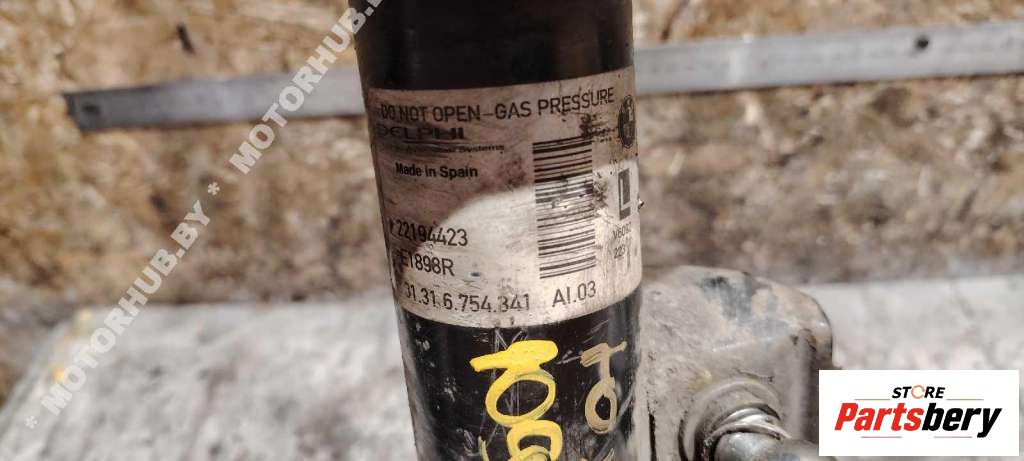 * MOTORHUB.BY * MOTORHUB.BY
DO NOT OPEN-GAS PRESSURE
DELPHI
Systems
Made in Spain
22194423
E1898R
31.31 6.754.341 AI.03
L
STORE
Partsbery